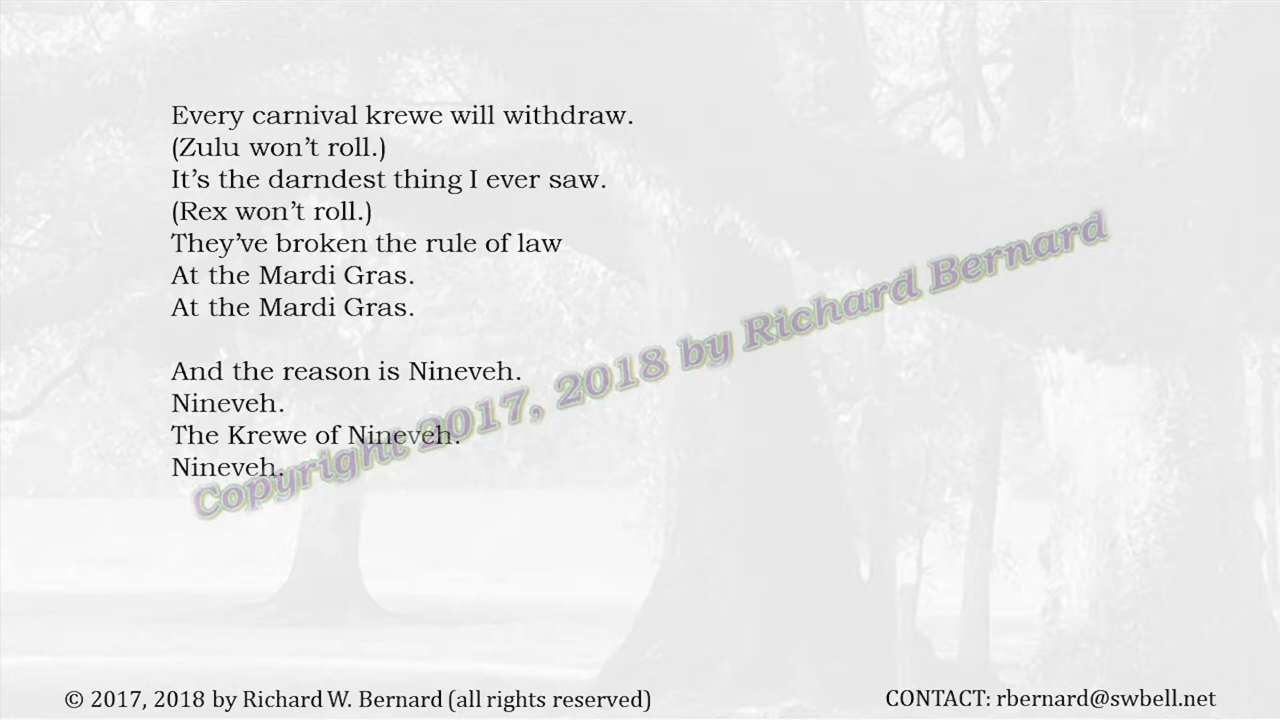 Every carnival krewe will withdraw.
(Zulu won't roll.)
It's the darndest thing I ever saw.
(Rex won't roll.)
They've broken the rule of law
At the Mardi Gras.
At the Mardi Gras.
And the reason is Nineveh.
Nineveh.
The Krewe of Nineveh.
Nineveh.
Copyright 2017, 2018 by Richard Bernard
© 2017, 2018 by Richard W. Bernard (all rights reserved)
CONTACT: rbernard@swbell.net